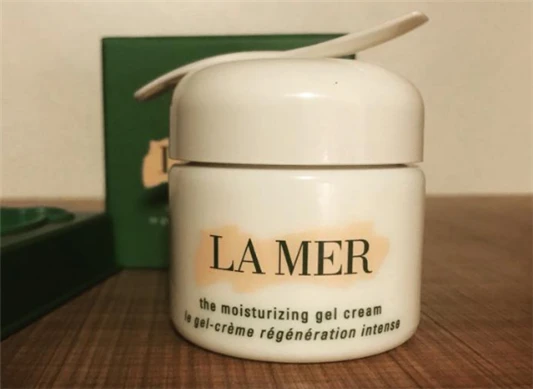 LA MER
the moisturizing gel cream
le gel-crème régénération intense